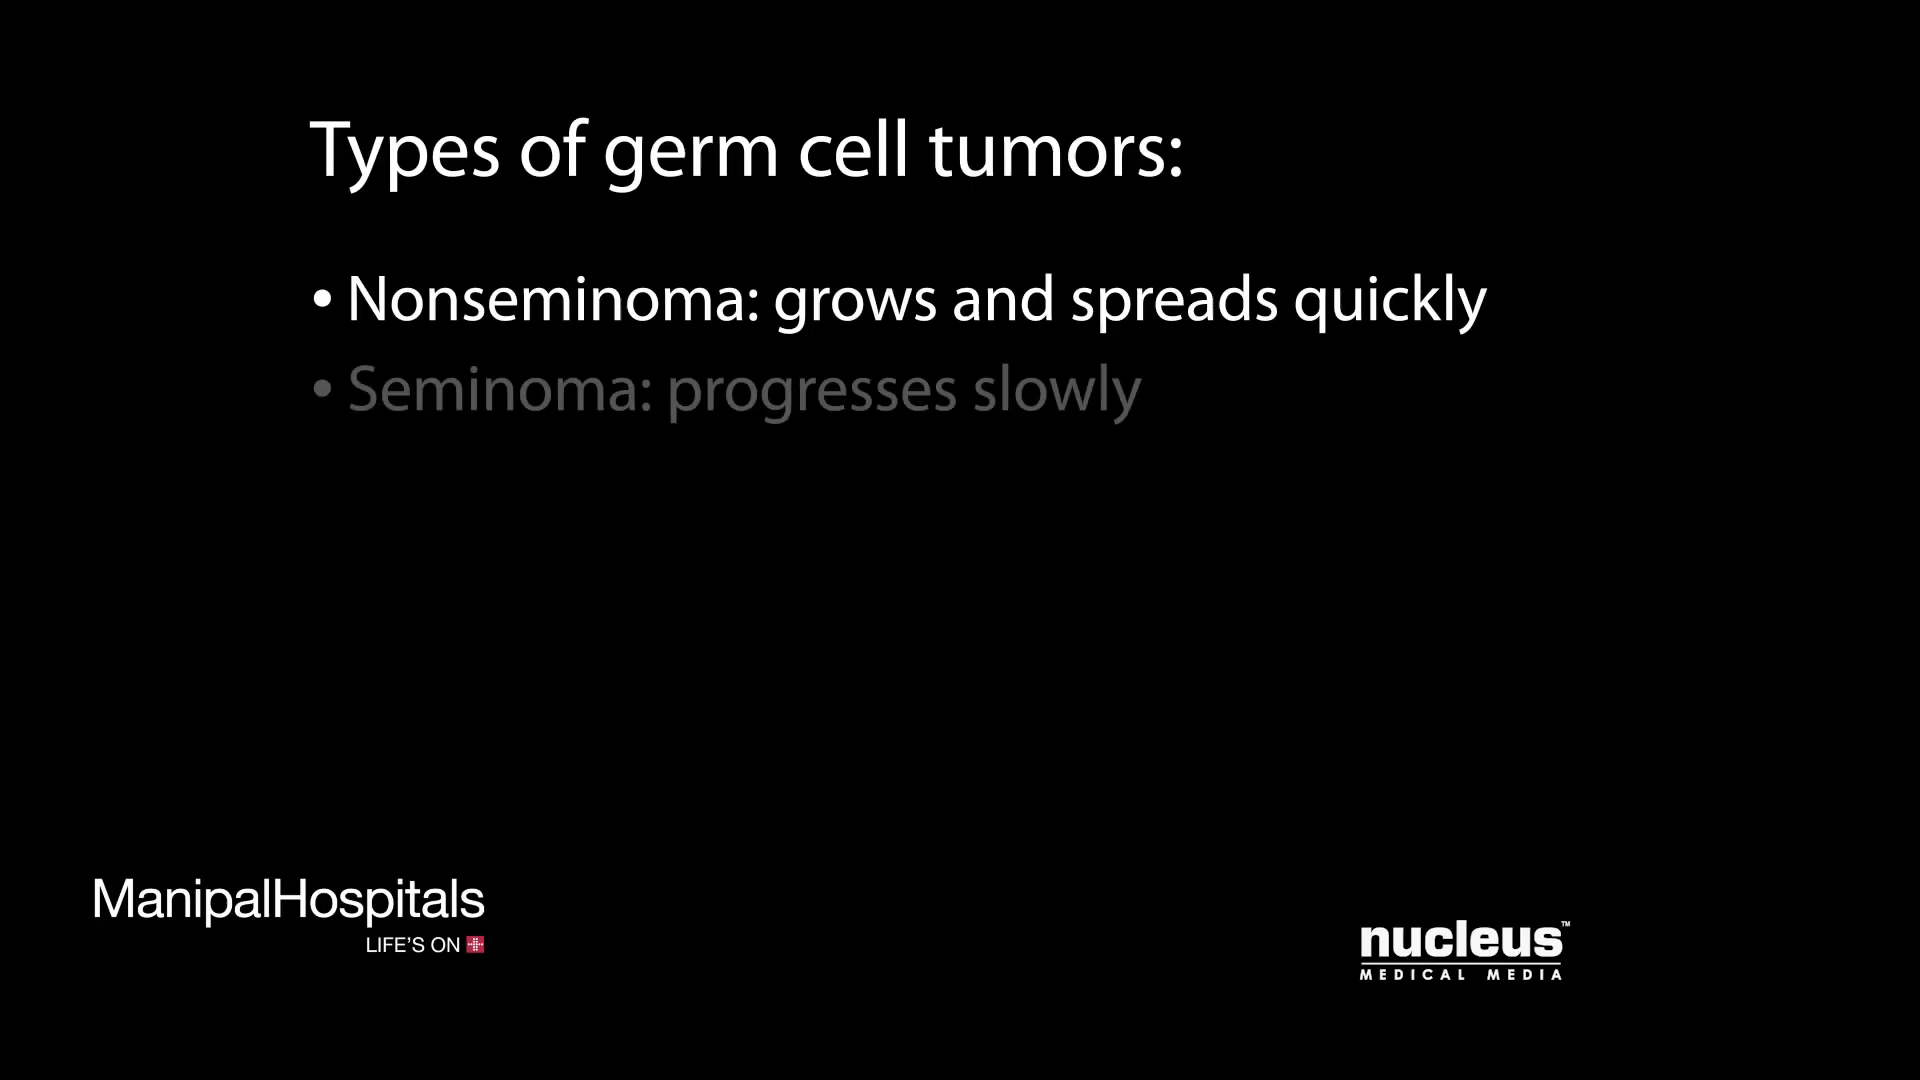 Types of germ cell tumors:
• Nonseminoma: grows and spreads quickly
• Seminoma: progresses slowly
ManipalHospitals
LIFE'S ON
nucleus™
MEDICAL MEDIA